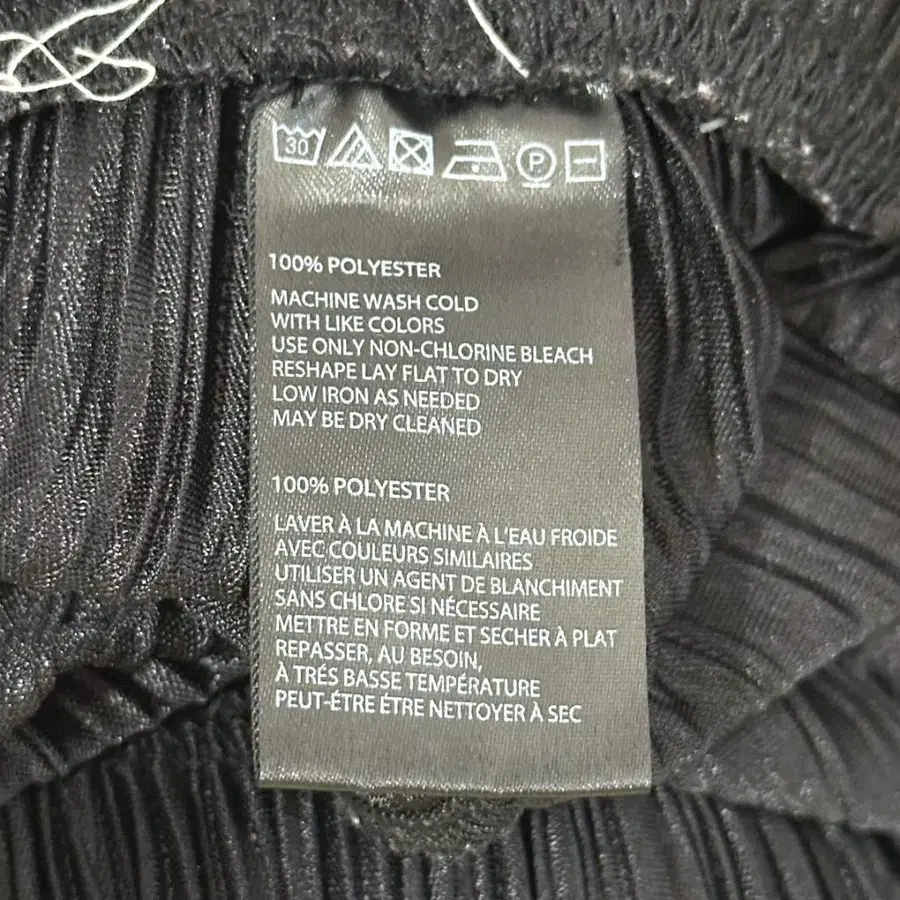 30 P
100% POLYESTER
MACHINE WASH COLD
WITH LIKE COLORS
USE ONLY NON-CHLORINE BLEACH
RESHAPE LAY FLAT TO DRY
LOW IRON AS NEEDED
MAY BE DRY CLEANED
100% POLYESTER
LAVER À LA MACHINE À L'EAU FROIDE
AVEC COULEURS SIMILAIRES
UTILISER UN AGENT DE BLANCHIMENT
SANS CHLORE SI NÉCESSAIRE
METTRE EN FORME ET SECHER À PLAT
REPASSER, AU BESOIN,
À TRÉS BASSE TEMPÉRATURE
PEUT-ÉTRE ÉTRE NETTOYER À SEC